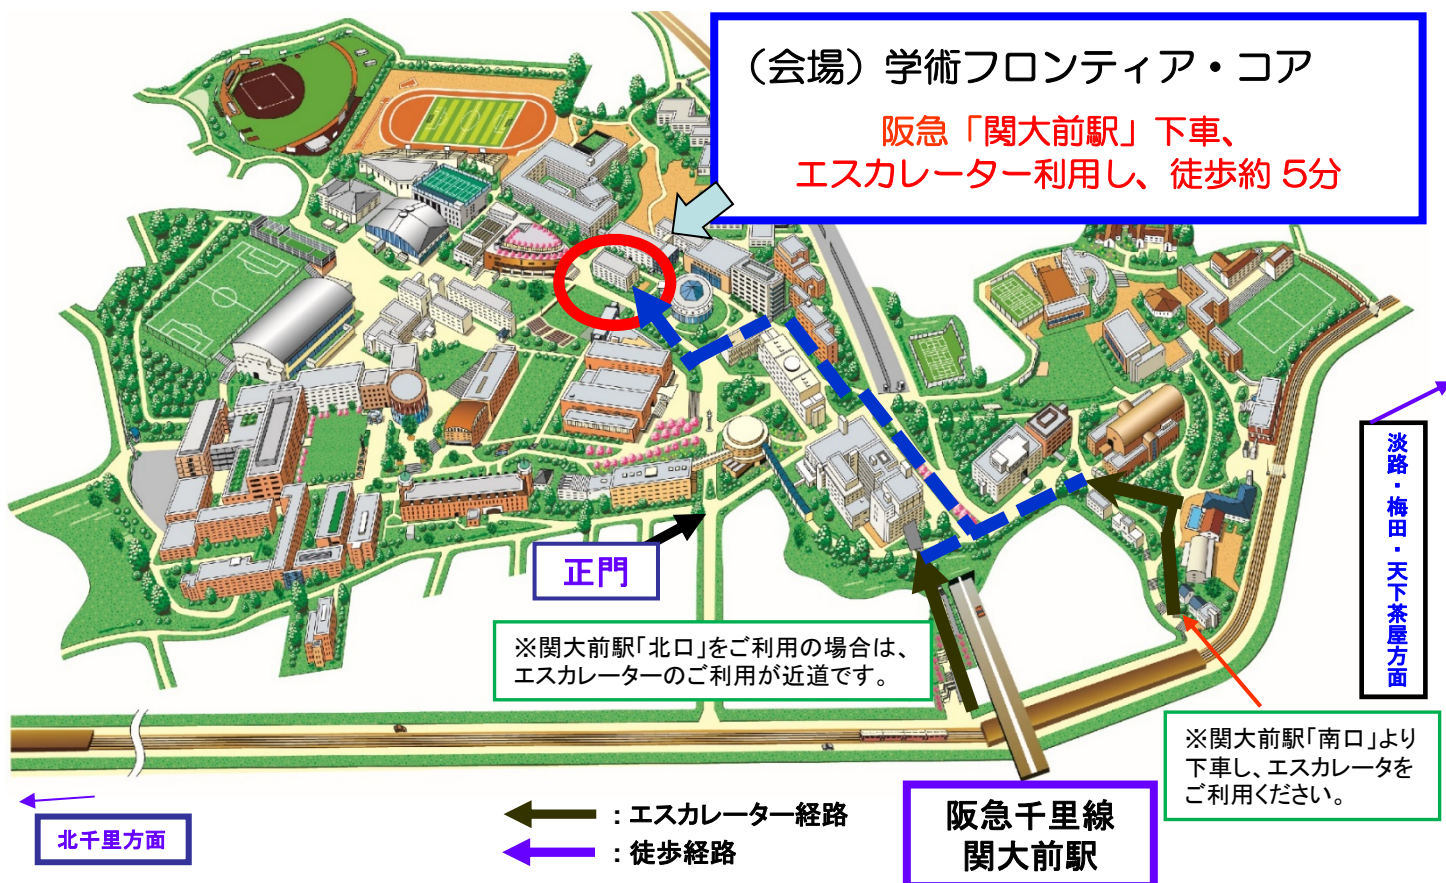 （会場）学術フロンティア・コア
阪急「関大前駅」下車、
エスカレーター利用し、徒歩約 5分
淡路・梅田・天下茶屋方面
正門
※関大前駅「北口」をご利用の場合は、
エスカレーターのご利用が近道です。
※関大前駅「南口」より
下車し、エスカレータを
ご利用ください。
北千里方面
：エスカレーター経路
：徒歩経路
阪急千里線
関大前駅